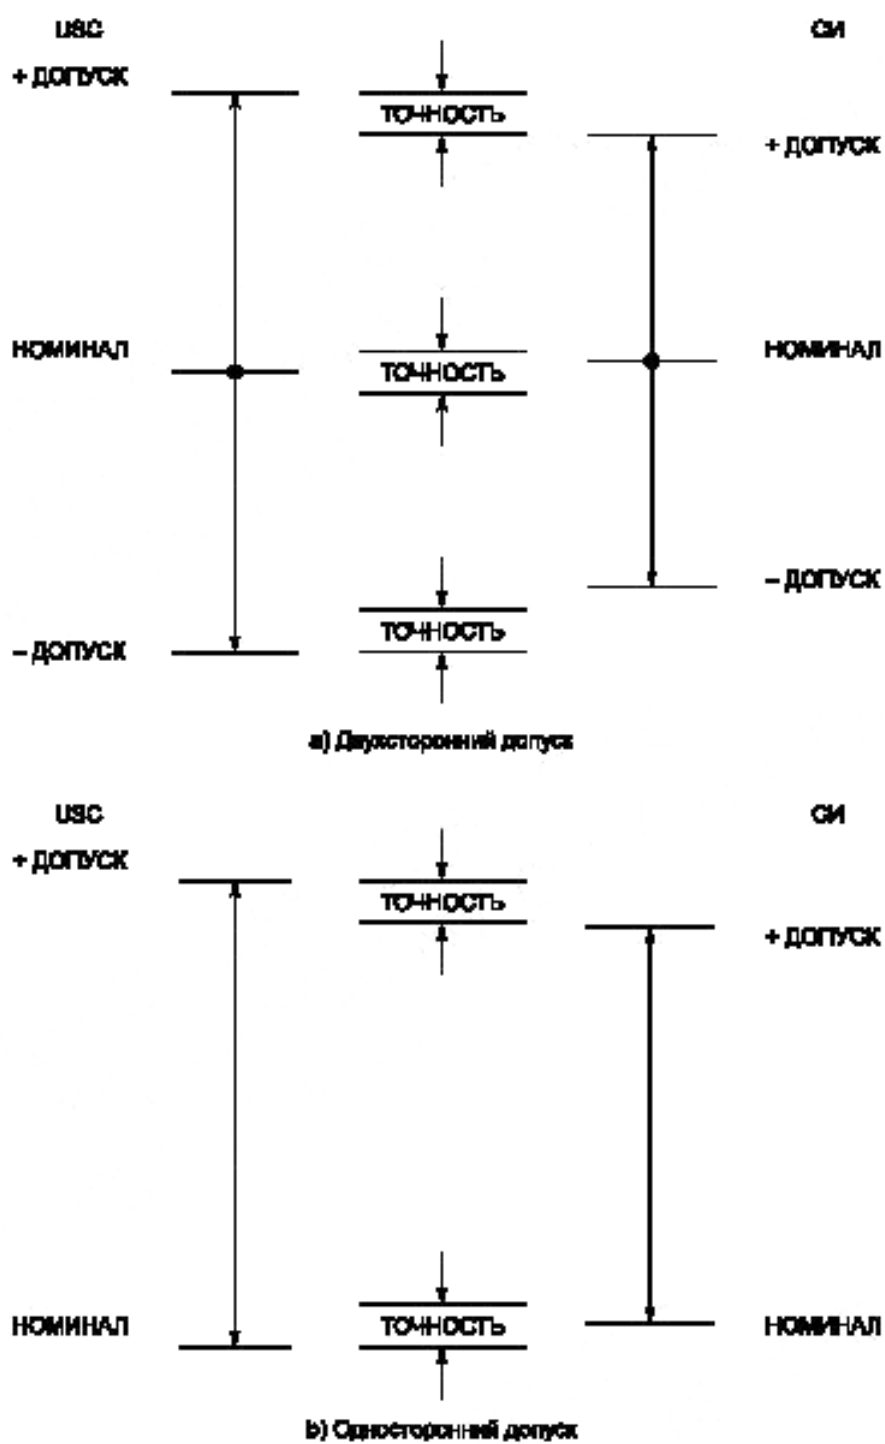 USC СИ
+ ДОПУСК
ТОЧНОСТЬ
+ ДОПУСК
НОМИНАЛ НОМИНАЛ
ТОЧНОСТЬ
– ДОПУСК
ТОЧНОСТЬ
– ДОПУСК
а) Двухсторонний допуск
USC СИ
+ ДОПУСК
ТОЧНОСТЬ
+ ДОПУСК
НОМИНАЛ ТОЧНОСТЬ НОМИНАЛ
b) Односторонний допуск